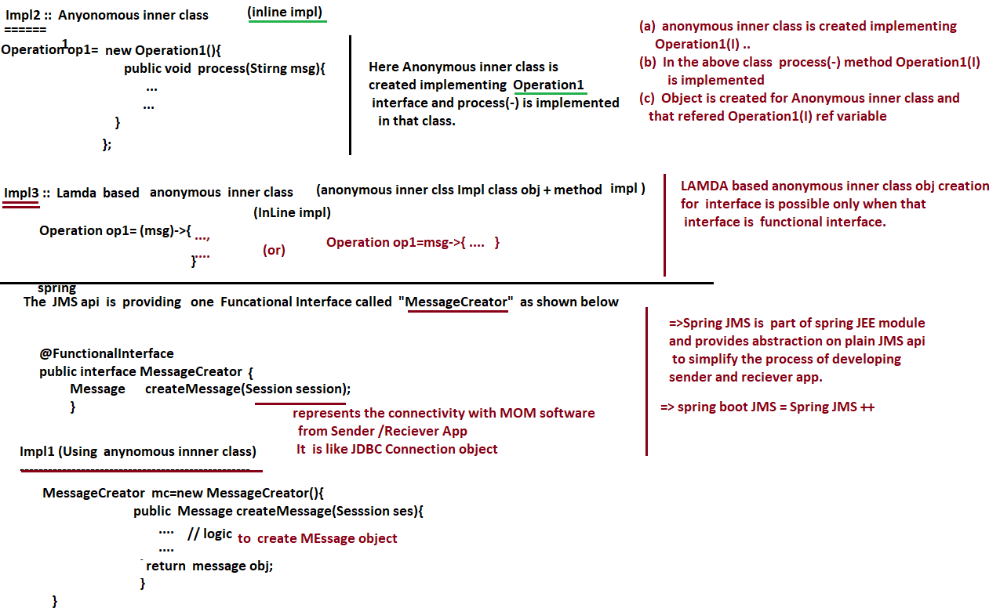 Impl2 :: Anyonomous inner class (inline impl)
======
1
Operation op1= new Operation1(){
public void process(Stirng msg){
...
...
}
};
Here Anonymous inner class is
created implementing Operation1
interface and process(-) is implemented
in that class.
(a) anonymous inner class is created implementing
Operation1(I) ..
(b) In the above class process(-) method Operation1(I)
is implemented
(c) Object is created for Anonymous inner class and
that refered Operation1(I) ref variable
Impl3 :: Lamda based anonymous inner class (anonymous inner clss Impl class obj + method impl )
(InLine impl)
Operation op1= (msg)->{ ...,
....
}
(or)
Operation op1=msg->{ .... }
LAMDA based anonymous inner class obj creation
for interface is possible only when that
interface is functional interface.
spring
The JMS api is providing one Funcational Interface called "MessageCreator" as shown below
@FunctionalInterface
public interface MessageCreator {
Message createMessage(Session session);
}
represents the connectivity with MOM software
from Sender /Reciever App
It is like JDBC Connection object
=>Spring JMS is part of spring JEE module
and provides abstraction on plain JMS api
to simplify the process of developing
sender and reciever app.
=> spring boot JMS = Spring JMS ++
Impl1 (Using anynomous innner class)
-------------------------------------------------
MessageCreator mc=new MessageCreator(){
public Message createMessage(Sesssion ses){
.... // logic to create MEssage object
....
return message obj;
}
}